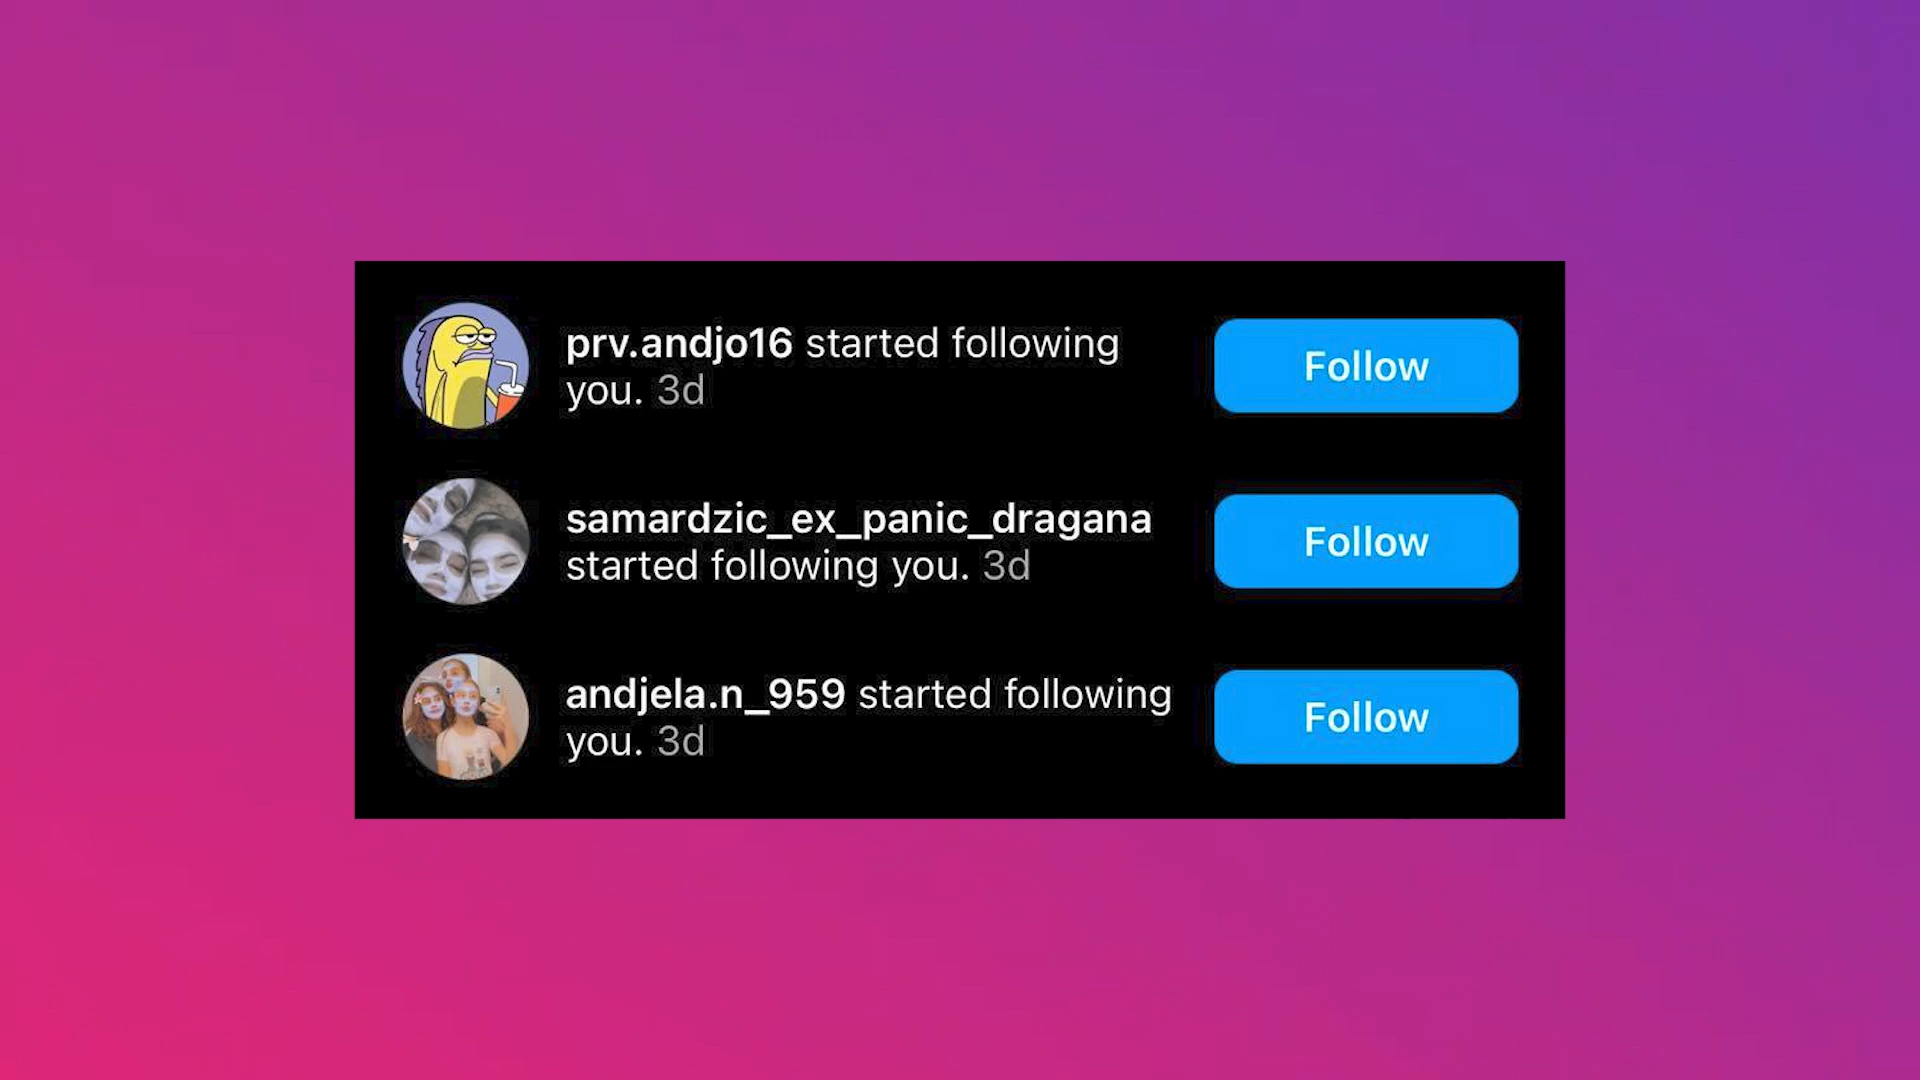 prv.andjo16 started following
you. 3d
Follow
samardzic_ex_panic_dragana
started following you. 3d
Follow
andjela.n_959 started following
you. 3d
Follow